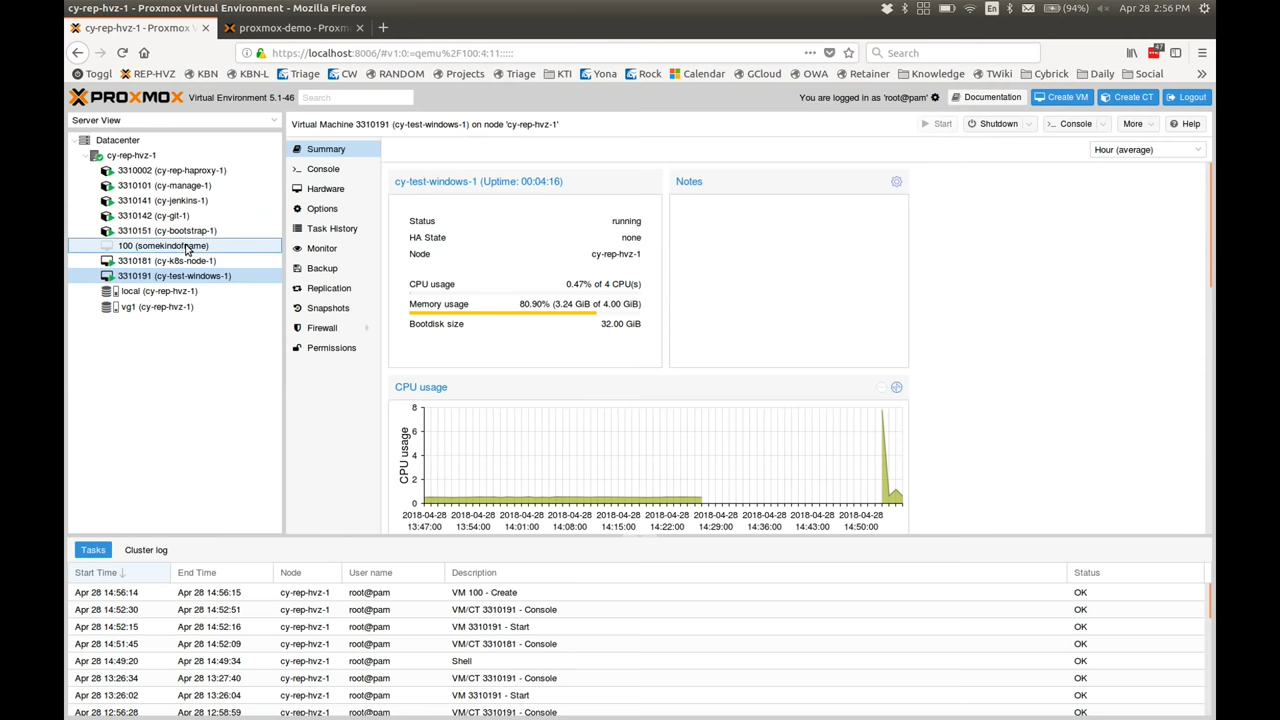 cy-rep-hvz-1 - Proxmox Virtual Environment - Mozilla Firefox
En
(94%)
Apr 28 2:56 PM
cy-rep-hvz-1 - Proxmox V
proxmox-demo - Proxm
https://localhost:8006/#v1:0:=qemu%2F100:4:11:::::
Search
47
Toggl REP-HVZ KBN KBN-L Triage CW RANDOM Projects Triage KTI Yona Rock Calendar GCloud OWA Retainer Knowledge TWiki Cybrick Daily Social
PROXMOX Virtual Environment 5.1-46 Search You are logged in as 'root@pam' Documentation Create VM Create CT Logout
Server View
Virtual Machine 3310191 (cy-test-windows-1) on node 'cy-rep-hvz-1'
Start Shutdown Console More Help
Datacenter
cy-rep-hvz-1
3310002 (cy-rep-haproxy-1)
3310101 (cy-manage-1)
3310141 (cy-jenkins-1)
3310142 (cy-git-1)
3310151 (cy-bootstrap-1)
100 (somekindoframe)
3310181 (cy-k8s-node-1)
3310191 (cy-test-windows-1)
local (cy-rep-hvz-1)
vg1 (cy-rep-hvz-1)
Summary
Console
Hardware
Options
Task History
Monitor
Backup
Replication
Snapshots
Firewall
Permissions
Hour (average)
cy-test-windows-1 (Uptime: 00:04:16)
Status running
HA State none
Node cy-rep-hvz-1
CPU usage 0.47% of 4 CPU(s)
Memory usage 80.90% (3.24 GiB of 4.00 GiB)
Bootdisk size 32.00 GiB
Notes
CPU usage
CPU usage
8
6
4
2
0
2018-04-28 2018-04-28 2018-04-28 2018-04-28 2018-04-28 2018-04-28 2018-04-28 2018-04-28 2018-04-28 2018-04-28
13:47:00 13:54:00 14:01:00 14:08:00 14:15:00 14:22:00 14:29:00 14:36:00 14:43:00 14:50:00
Tasks Cluster log
Start Time End Time Node User name Description Status
Apr 28 14:56:14 Apr 28 14:56:15 cy-rep-hvz-1 root@pam VM 100 - Create OK
Apr 28 14:52:30 Apr 28 14:52:51 cy-rep-hvz-1 root@pam VM/CT 3310191 - Console OK
Apr 28 14:52:15 Apr 28 14:52:16 cy-rep-hvz-1 root@pam VM 3310191 - Start OK
Apr 28 14:51:45 Apr 28 14:52:09 cy-rep-hvz-1 root@pam VM/CT 3310181 - Console OK
Apr 28 14:49:20 Apr 28 14:49:34 cy-rep-hvz-1 root@pam Shell OK
Apr 28 13:26:34 Apr 28 13:27:40 cy-rep-hvz-1 root@pam VM/CT 3310191 - Console OK
Apr 28 13:26:02 Apr 28 13:26:04 cy-rep-hvz-1 root@pam VM 3310191 - Start OK
Apr 28 12:56:28 Apr 28 12:58:59 cy-rep-hvz-1 root@pam VM/CT 3310191 - Console OK